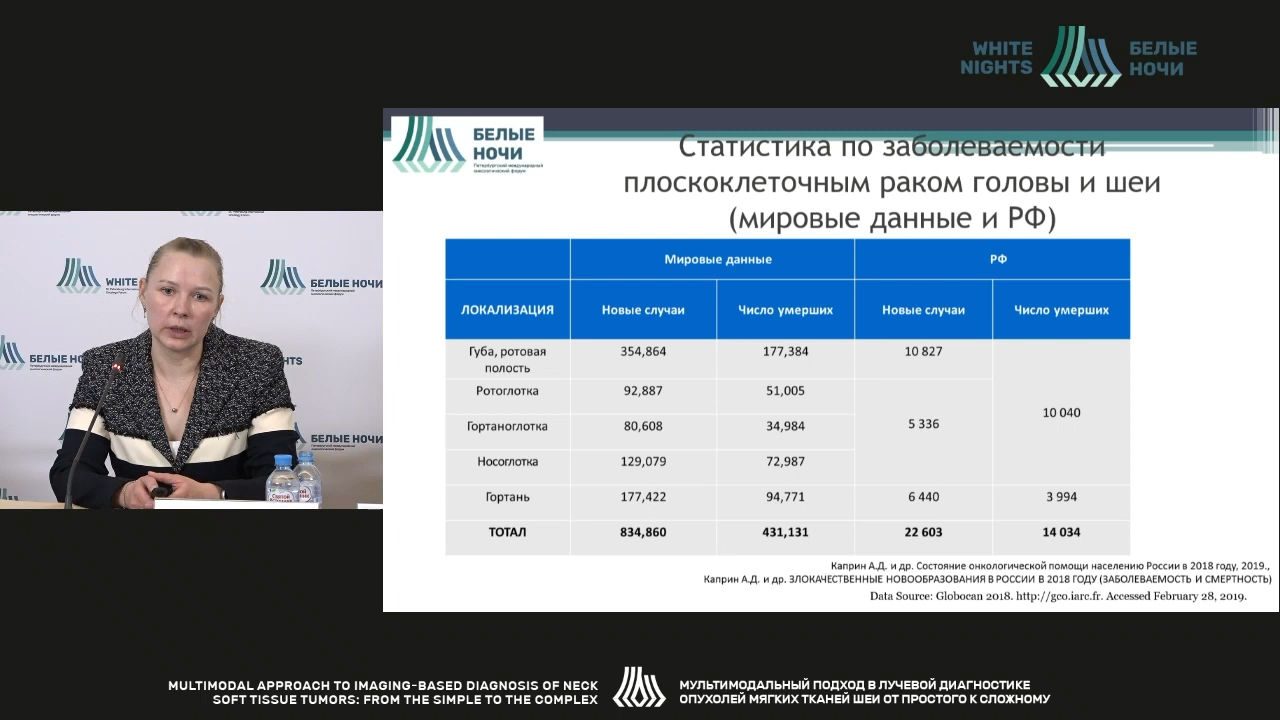 WHITE
NIGHTS
БЕЛЫЕ
НОЧИ
БЕЛЫЕ
НОЧИ
Петербургский международный
онкологический форум
Статистика по заболеваемости
плоскоклеточным раком головы и шеи
(мировые данные и РФ)
Мировые данные РФ
ЛОКАЛИЗАЦИЯ Новые случаи Число умерших Новые случаи Число умерших
Губа, ротовая
полость 354,864 177,384 10 827
Ротоглотка 92,887 51,005
Гортаноглотка 80,608 34,984 5 336 10 040
Носоглотка 129,079 72,987
Гортань 177,422 94,771 6 440 3 994
ТОТАЛ 834,860 431,131 22 603 14 034
Каприн А.Д. и др. Состояние онкологической помощи населению России в 2018 году, 2019.,
Каприн А.Д. и др. ЗЛОКАЧЕСТВЕННЫЕ НОВООБРАЗОВАНИЯ В РОССИИ В 2018 ГОДУ (ЗАБОЛЕВАЕМОСТЬ И СМЕРТНОСТЬ)
Data Source: Globocan 2018. http://gco.iarc.fr. Accessed February 28, 2019.
WHITE
БЕЛЫЕ НОЧИ
БЕЛЫЕ
HTS
БЕЛЫЕ НОЧИ
MULTIMODAL APPROACH TO IMAGING-BASED DIAGNOSIS OF NECK
SOFT TISSUE TUMORS: FROM THE SIMPLE TO THE COMPLEX
МУЛЬТИМОДАЛЬНЫЙ ПОДХОД В ЛУЧЕВОЙ ДИАГНОСТИКЕ
ОПУХОЛЕЙ МЯГКИХ ТКАНЕЙ ШЕИ ОТ ПРОСТОГО К СЛОЖНОМУ